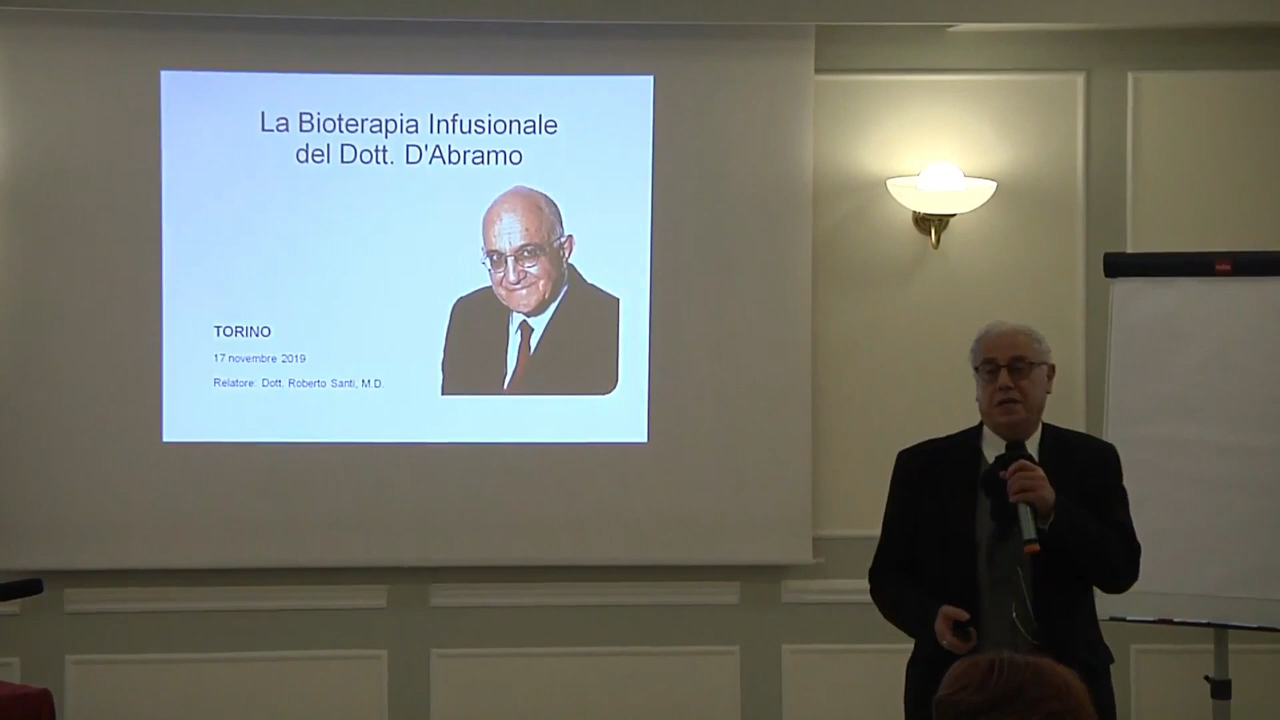 La Bioterapia Infusionale
del Dott. D'Abramo
TORINO
17 novembre 2019
Relatore: Dott. Roberto Santi, M.D.